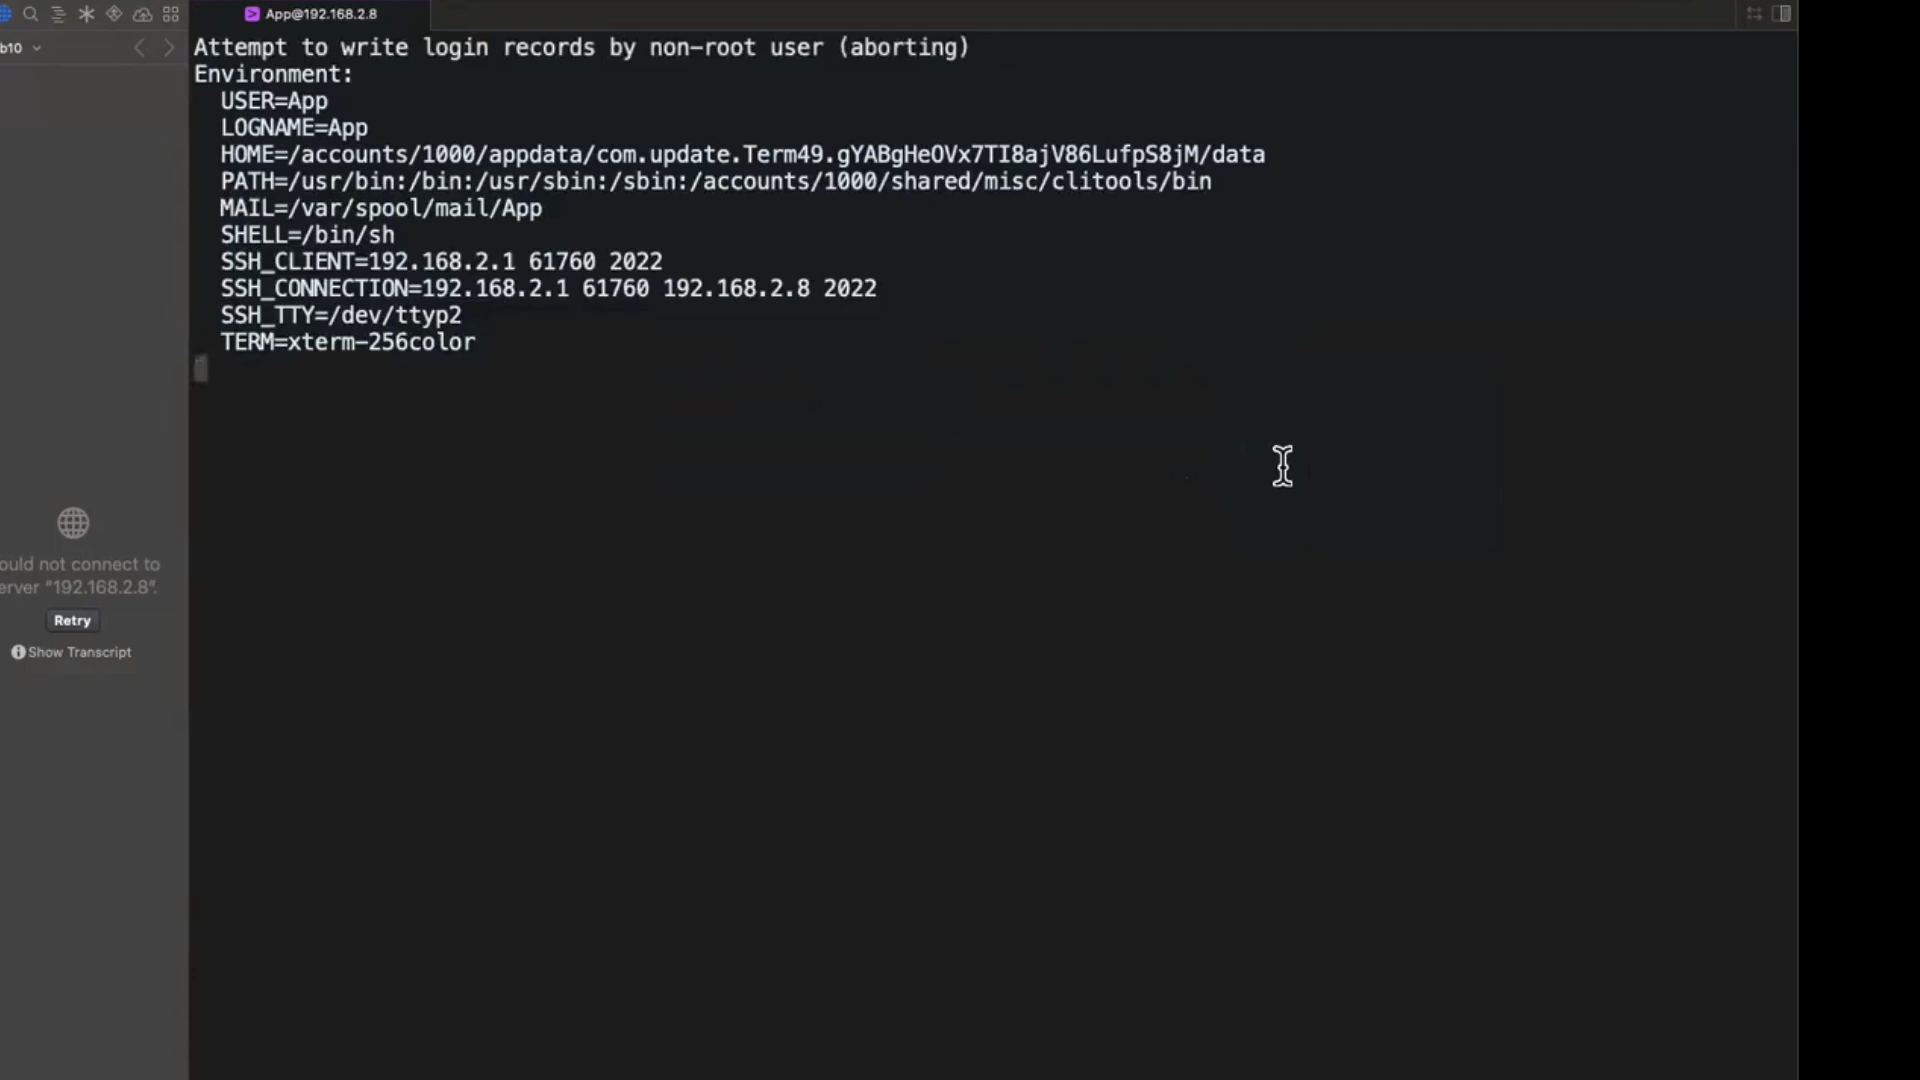 App@192.168.2.8
b10
Attempt to write login records by non-root user (aborting)
Environment:
USER=App
LOGNAME=App
HOME=/accounts/1000/appdata/com.update.Term49.gYABgHeOVx7TI8ajV86LufpS8jM/data
PATH=/usr/bin:/bin:/usr/sbin:/sbin:/accounts/1000/shared/misc/clitools/bin
MAIL=/var/spool/mail/App
SHELL=/bin/sh
SSH_CLIENT=192.168.2.1 61760 2022
SSH_CONNECTION=192.168.2.1 61760 192.168.2.8 2022
SSH_TTY=/dev/ttyp2
TERM=xterm-256color
ould not connect to
erver “192.168.2.8”.
Retry
Show Transcript